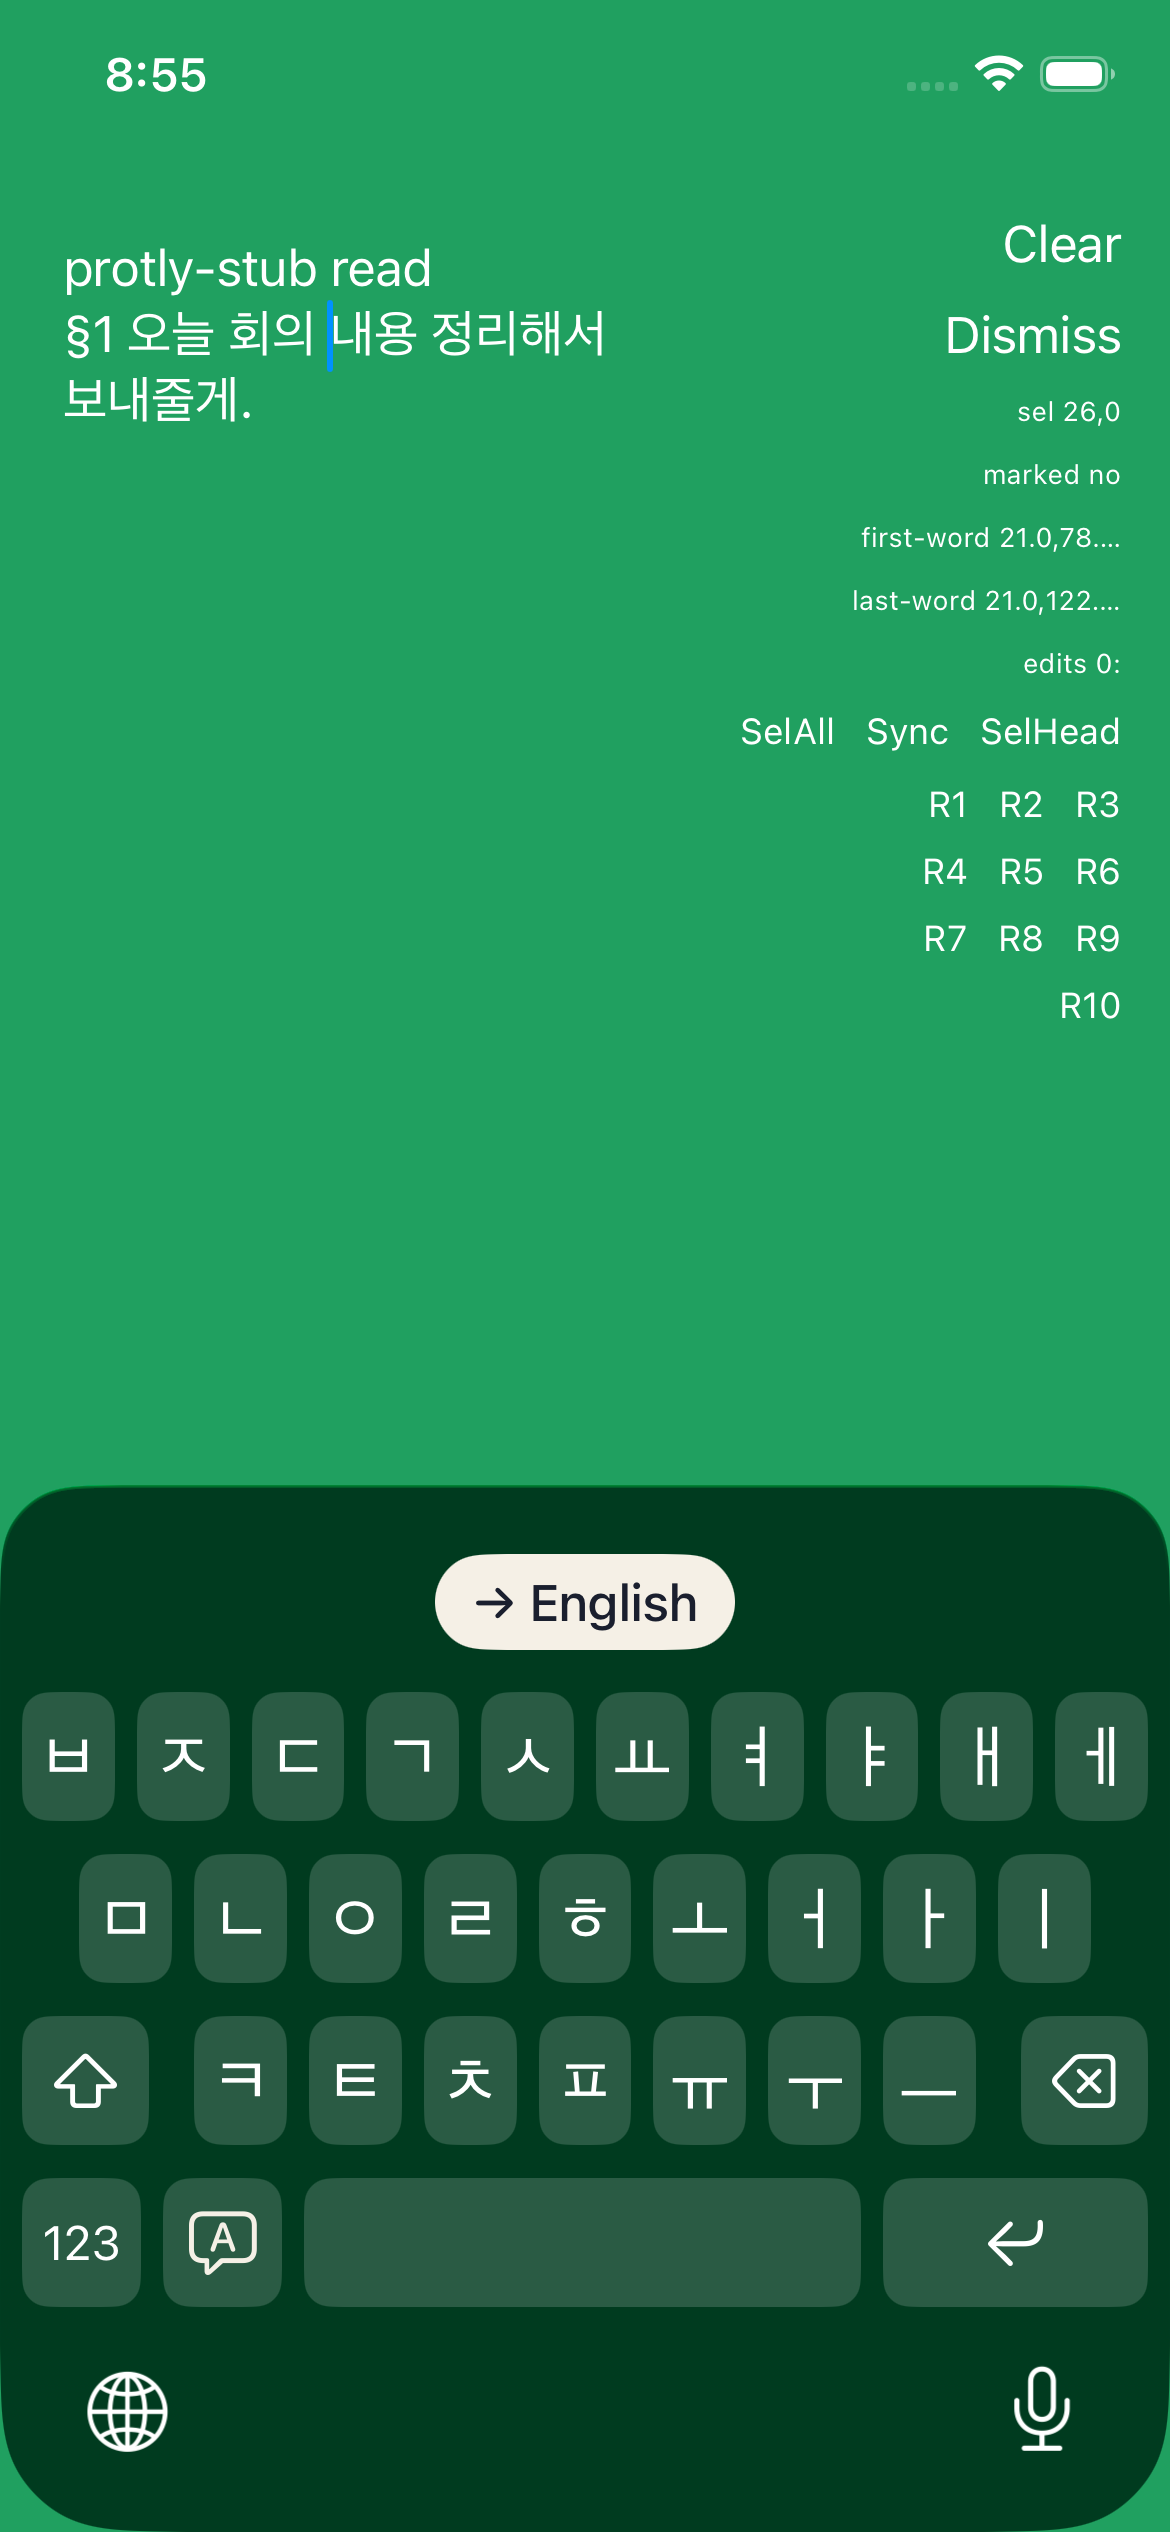 8:55
protly-stub read
§1 오늘 회의 내용 정리해서
보내줄게.
Clear
Dismiss
sel 26,0
marked no
first-word 21.0,78....
last-word 21.0,122....
edits 0:
SelAll Sync SelHead
R1 R2 R3
R4 R5 R6
R7 R8 R9
R10
→ English
ㅂ ㅈ ㄷ ㄱ ㅅ ㅛ ㅕ ㅑ ㅐ ㅔ
ㅁ ㄴ ㅇ ㄹ ㅎ ㅗ ㅓ ㅏ ㅣ
ㅋ ㅌ ㅊ ㅍ ㅠ ㅜ ㅡ
123 A